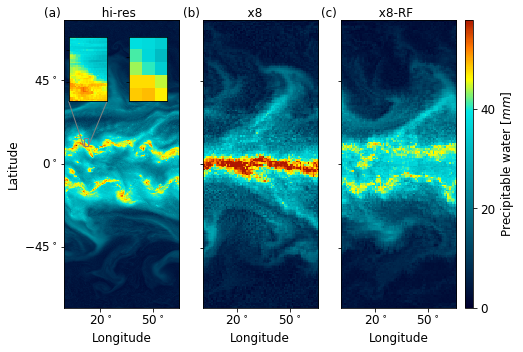 (a) hi-res (b) x8 (c) x8-RF
45°
0°
−45°
Latitude
20° 50° 20° 50° 20° 50°
Longitude Longitude Longitude
40
20
0
Precipitable water [mm]